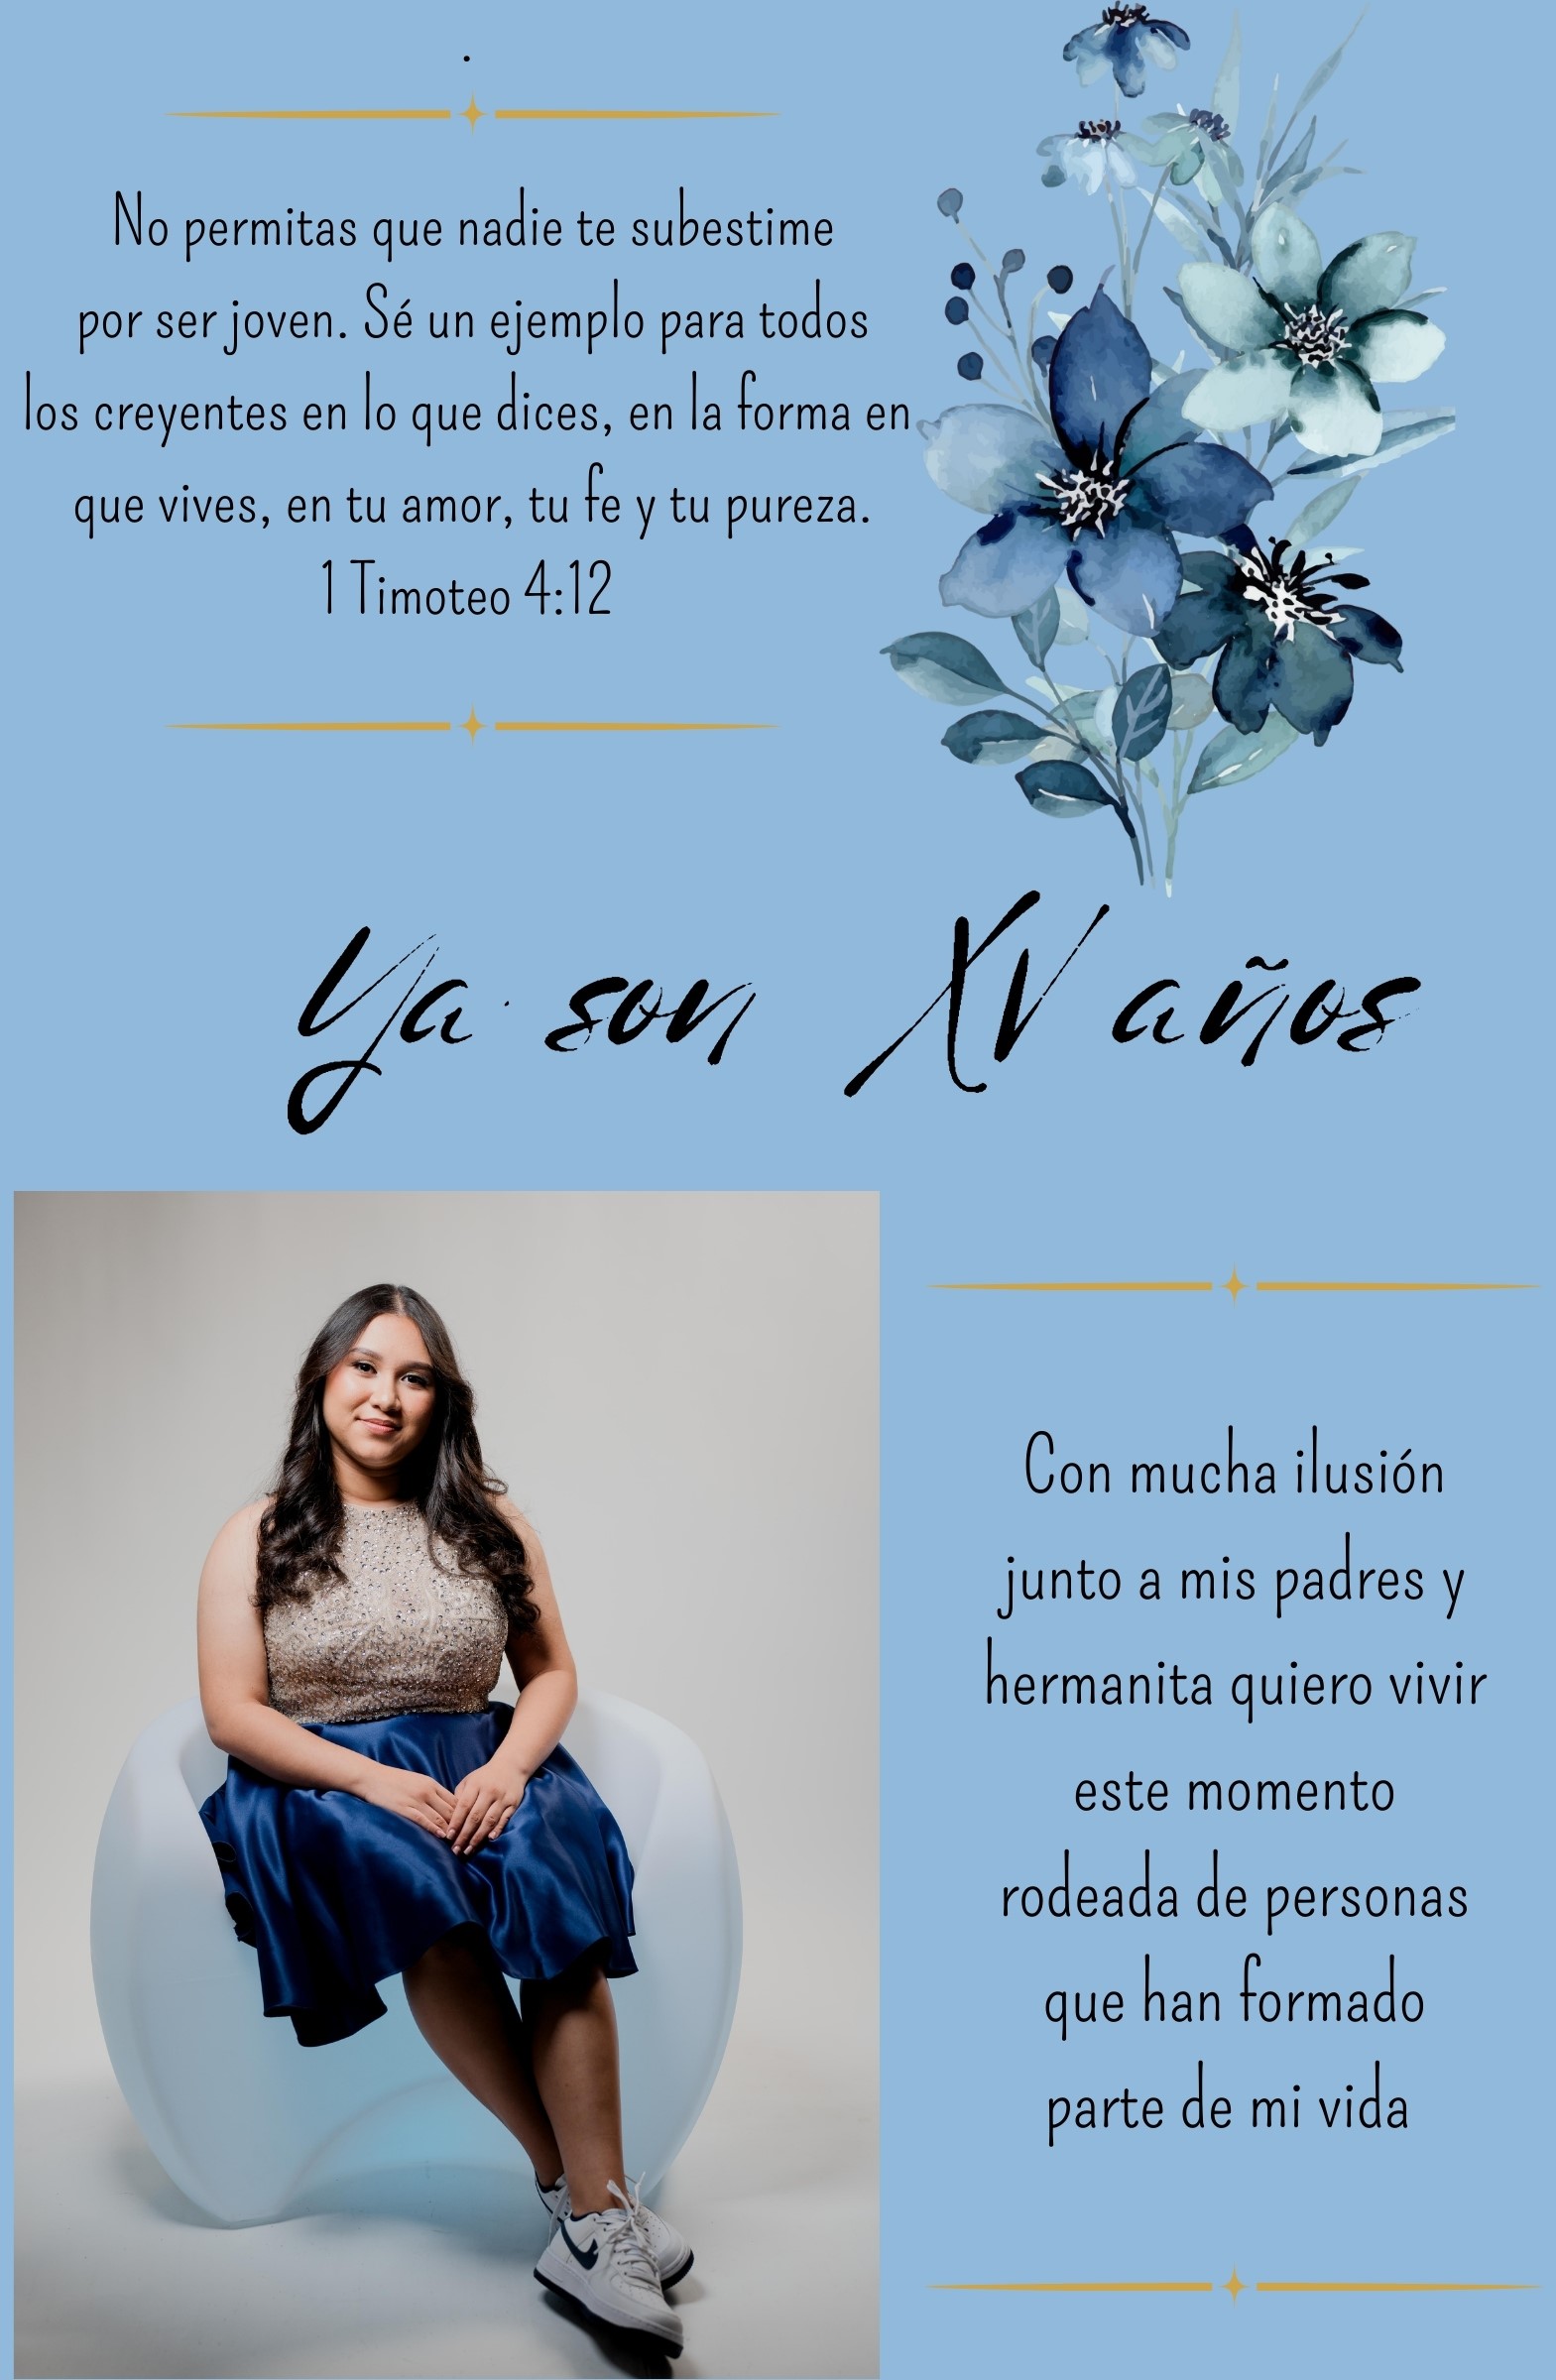 No permitas que nadie te subestime
por ser joven. Sé un ejemplo para todos
los creyentes en lo que dices, en la forma en
que vives, en tu amor, tu fe y tu pureza.
1 Timoteo 4:12
Ya son XV años
Con mucha ilusión
junto a mis padres y
hermanita quiero vivir
este momento
rodeada de personas
que han formado
parte de mi vida